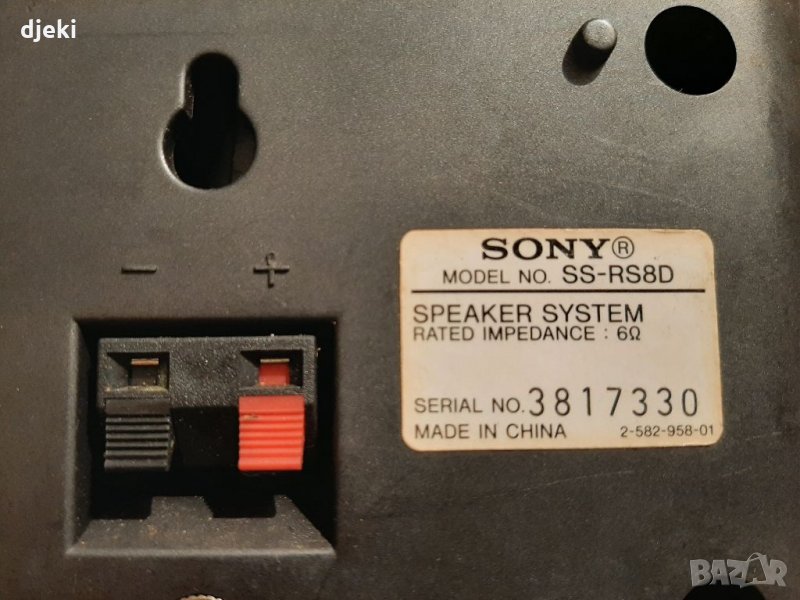 djeki
− +
SONY®
MODEL NO. SS-RS8D
SPEAKER SYSTEM
RATED IMPEDANCE : 6Ω
SERIAL NO. 3817330
MADE IN CHINA 2-582-958-01
BAZAR